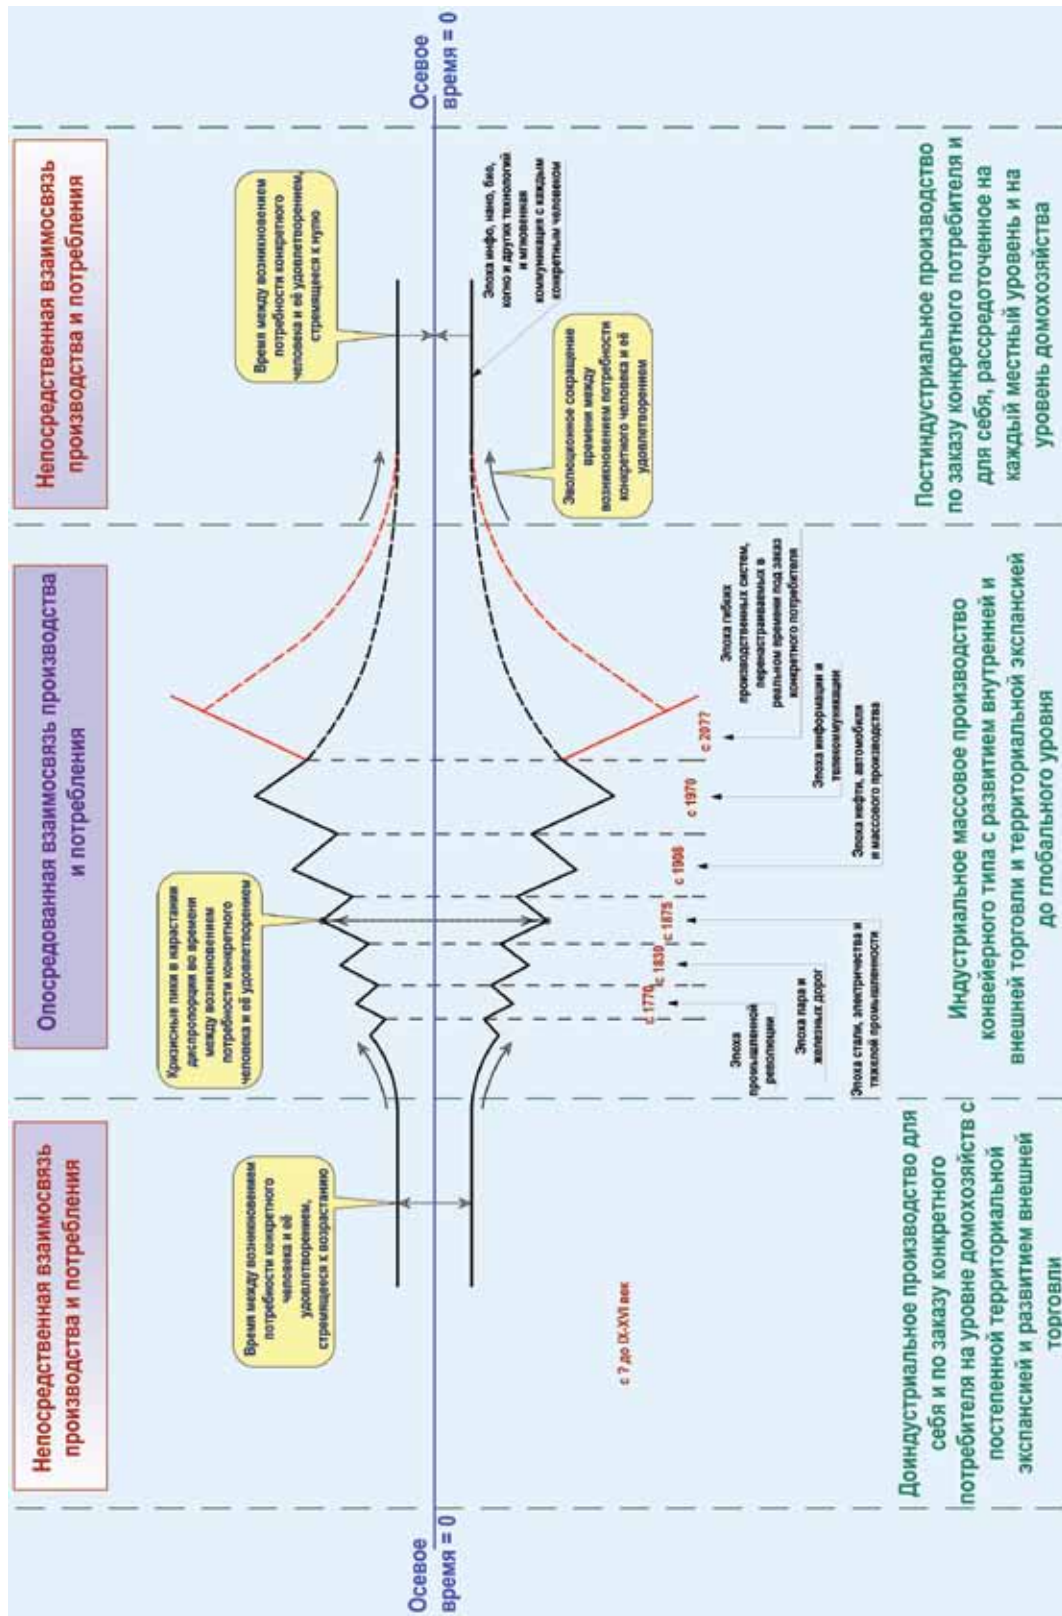 Непосредственная взаимосвязь
производства и потребления
Опосредованная взаимосвязь производства
и потребления
Непосредственная взаимосвязь
производства и потребления
Время между возникновением
потребности конкретного
человека и её
удовлетворением,
стремящееся к возрастанию
Кризисные пики в нарастании
диспропорции во времени
между возникновением
потребности конкретного
человека и её удовлетворением
Время между возникновением
потребности конкретного
человека и её удовлетворением,
стремящееся к нулю
Осевое
время = 0
Осевое
время = 0
Эпоха инфо, нано, био,
когно и других технологий
и мгновенная
коммуникация с каждым
конкретным человеком
Эволюционное сокращение
времени между
возникновением потребности
конкретного человека и её
удовлетворением
с ? до IX-XVI век
с 1770
с 1830
с 1875
с 1908
с 1970
с 20??
Эпоха
промышленной
революции
Эпоха пара и
железных дорог
Эпоха стали, электричества и
тяжелой промышленности
Эпоха нефти, автомобиля
и массового производства
Эпоха информации и
телекоммуникации
Эпоха гибких
производственных систем,
перенастраиваемых в
реальном времени под заказ
конкретного потребителя
Доиндустриальное производство для
себя и по заказу конкретного
потребителя на уровне домохозяйств с
постепенной территориальной
экспансией и развитием внешней
торговли
Индустриальное массовое производство
конвейерного типа с развитием внутренней и
внешней торговли и территориальной экспансией
до глобального уровня
Постиндустриальное производство
по заказу конкретного потребителя и
для себя, рассредоточенное на
каждый местный уровень и на
уровень домохозяйства